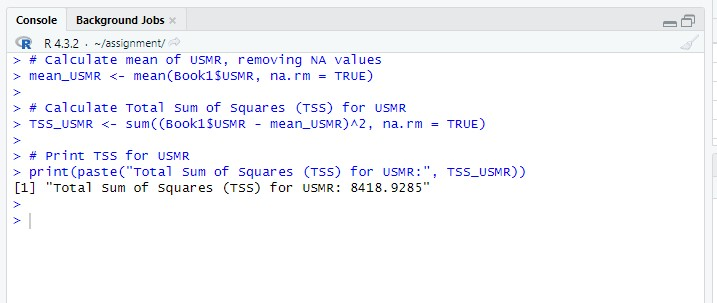 Console Background Jobs ×
R 4.3.2 · ~/assignment/
> # Calculate mean of USMR, removing NA values
> mean_USMR <- mean(Book1$USMR, na.rm = TRUE)
>
> # Calculate Total Sum of Squares (TSS) for USMR
> TSS_USMR <- sum((Book1$USMR - mean_USMR)^2, na.rm = TRUE)
>
> # Print TSS for USMR
> print(paste("Total Sum of Squares (TSS) for USMR:", TSS_USMR))
[1] "Total Sum of Squares (TSS) for USMR: 8418.9285"
>
>